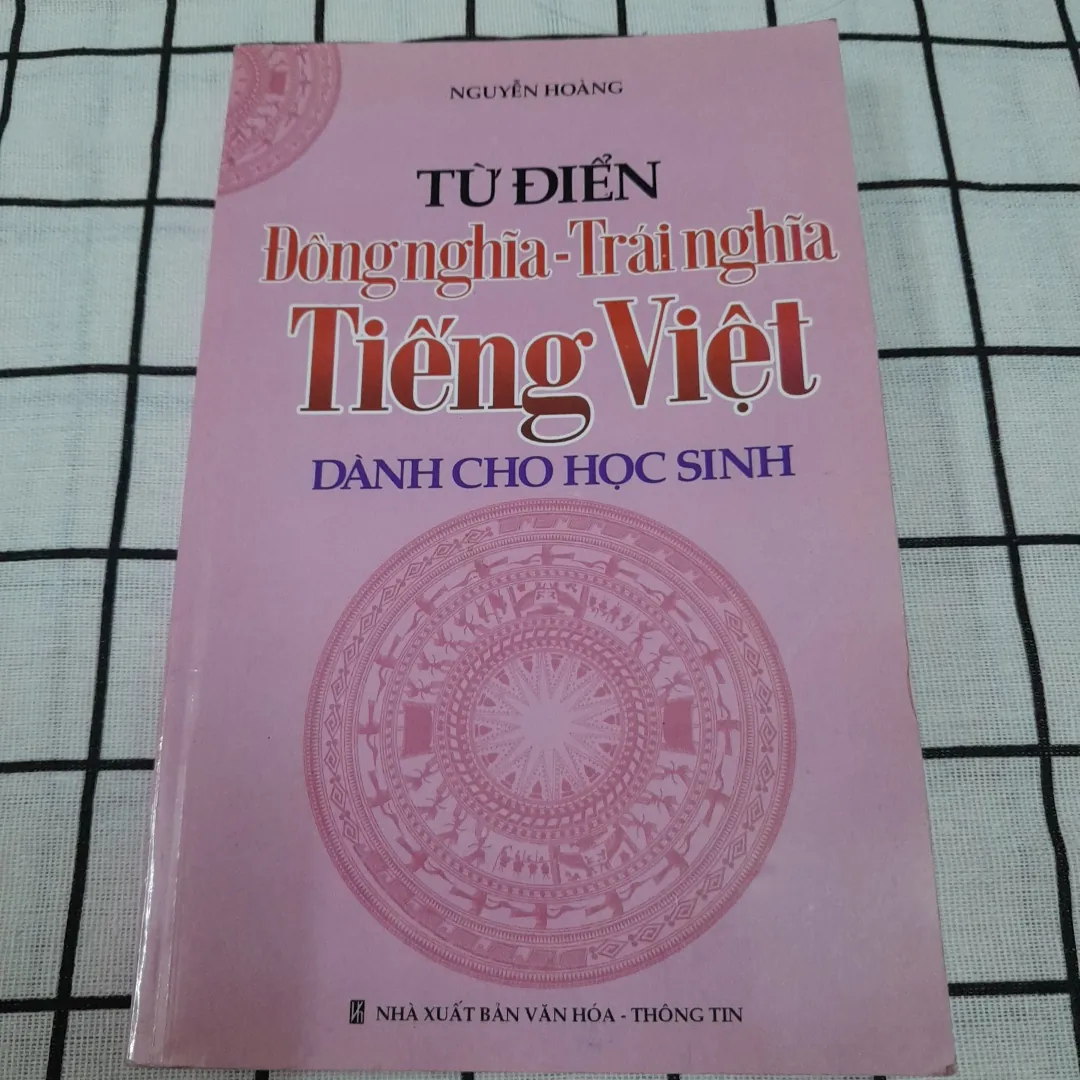 NGUYỄN HOÀNG
TỪ ĐIỂN
Đồng nghĩa - Trái nghĩa
Tiếng Việt
DÀNH CHO HỌC SINH
NHÀ XUẤT BẢN VĂN HÓA - THÔNG TIN